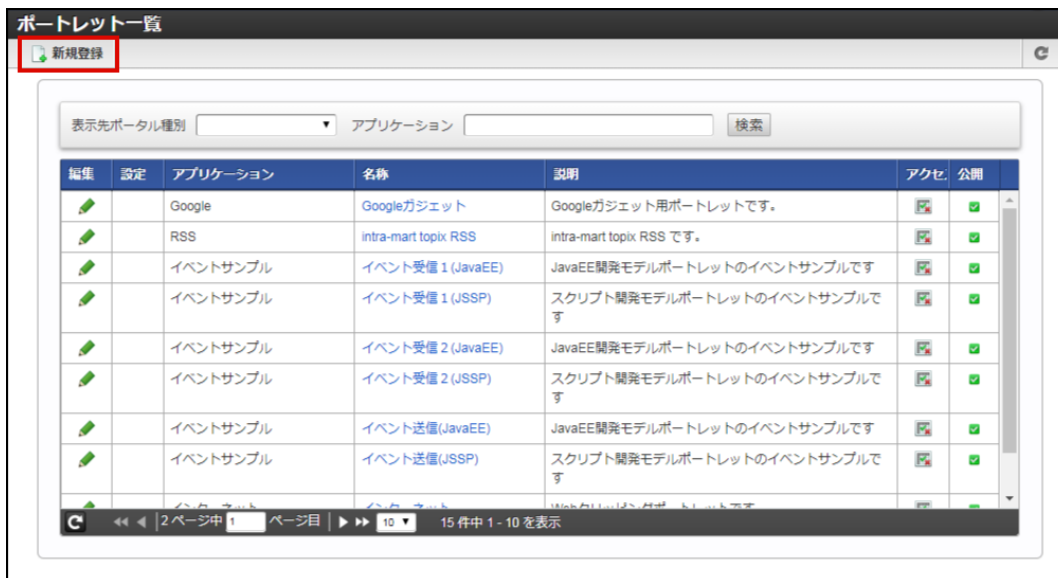 ポートレット一覧
新規登録
表示先ポータル種別 アプリケーション 検索
編集 設定 アプリケーション 名称 説明 アクセ. 公開
Google Googleガジェット Googleガジェット用ポートレットです。
RSS intra-mart topix RSS intra-mart topix RSS です。
イベントサンプル イベント受信１(JavaEE) JavaEE開発モデルポートレットのイベントサンプルです
イベントサンプル イベント受信１(JSSP) スクリプト開発モデルポートレットのイベントサンプルで
す
イベントサンプル イベント受信２(JavaEE) JavaEE開発モデルポートレットのイベントサンプルです
イベントサンプル イベント受信２(JSSP) スクリプト開発モデルポートレットのイベントサンプルで
す
イベントサンプル イベント送信(JavaEE) JavaEE開発モデルポートレットのイベントサンプルです
イベントサンプル イベント送信(JSSP) スクリプト開発モデルポートレットのイベントサンプルで
す
2 ページ中 1 ページ目 10 15 件中 1 - 10 を表示